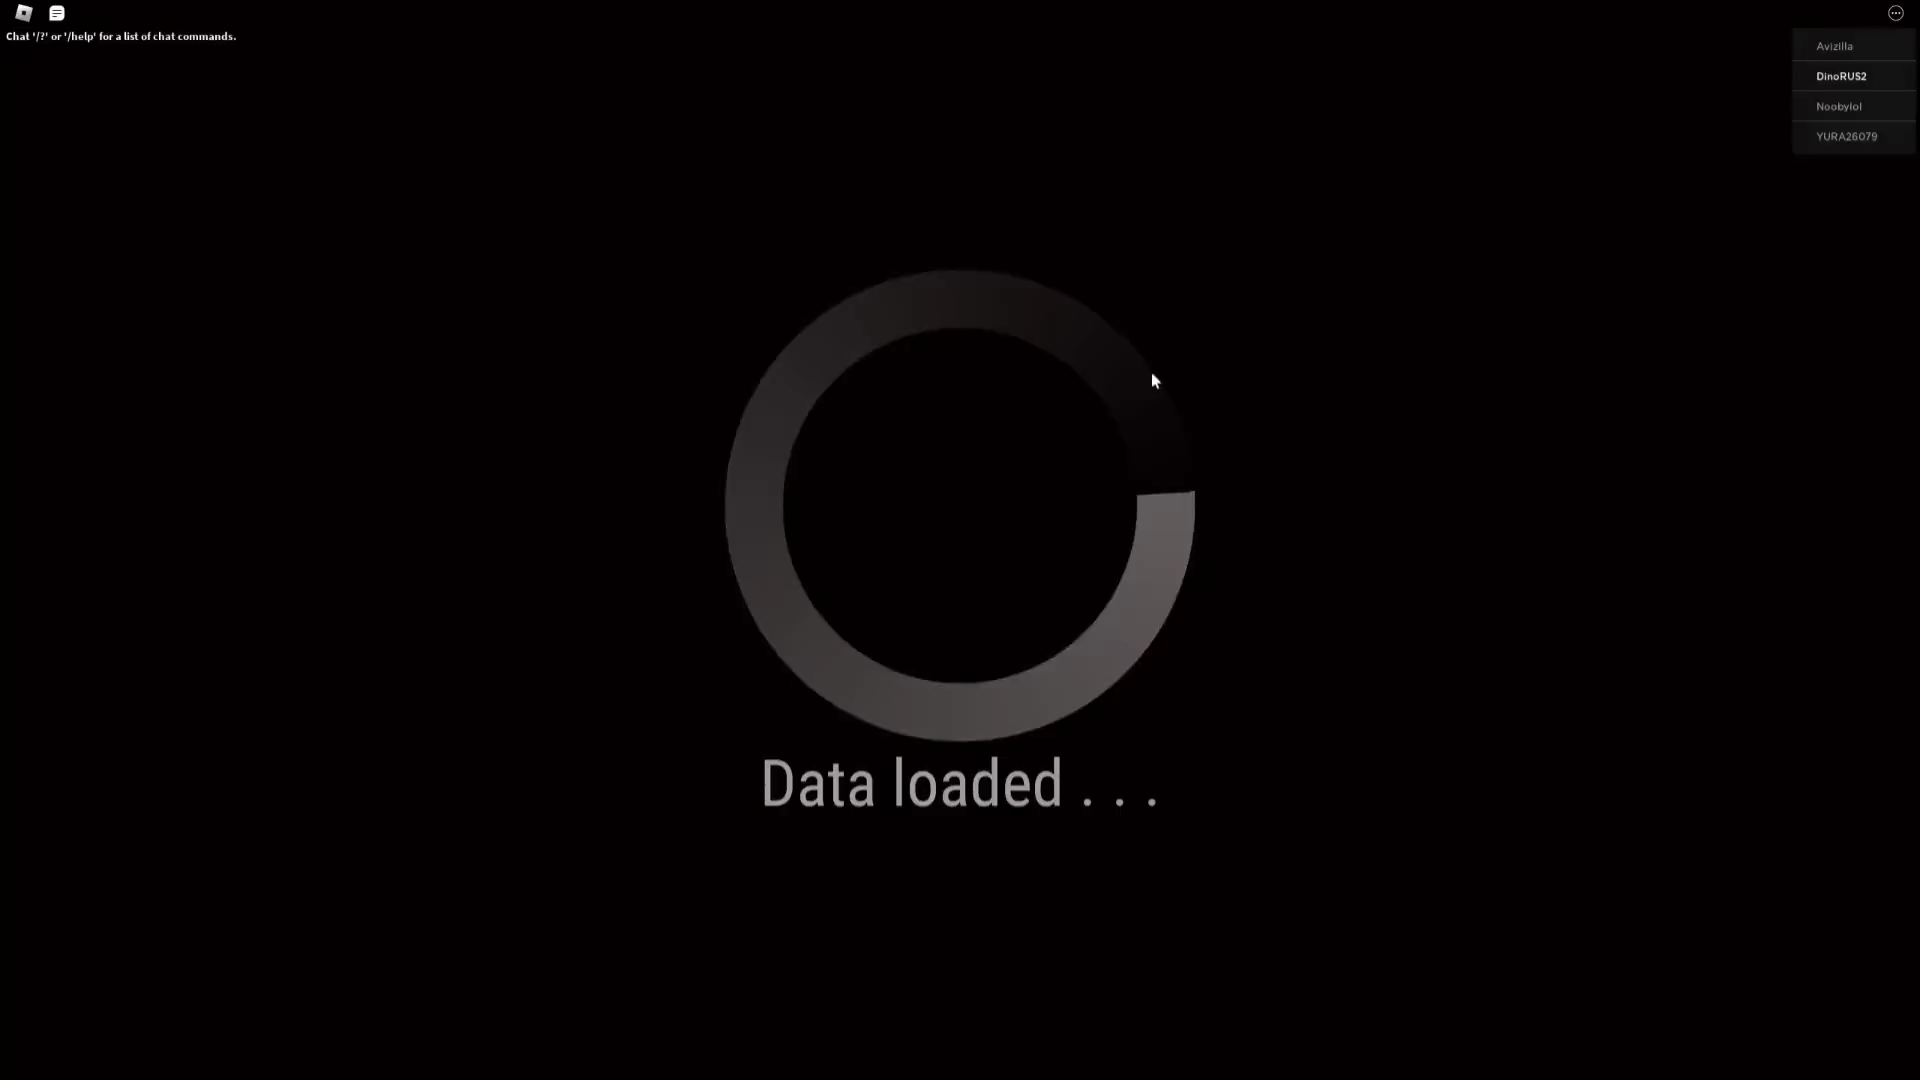 Chat '/?' or '/help' for a list of chat commands.
Avizilla
DinoRUS2
Noobylol
YURA26079
Data loaded . . .